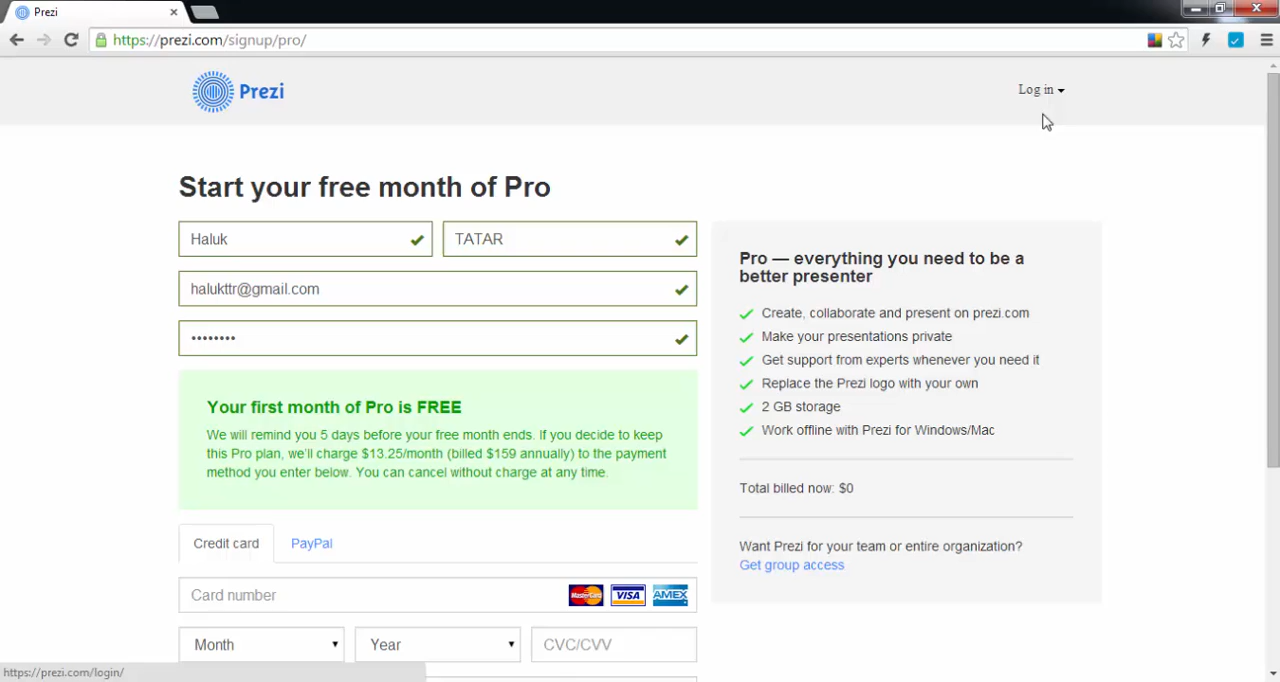 Prezi
https://prezi.com/signup/pro/
Prezi
Log in
Start your free month of Pro
Haluk
TATAR
halukttr@gmail.com
••••••••
Your first month of Pro is FREE
We will remind you 5 days before your free month ends. If you decide to keep
this Pro plan, we'll charge $13.25/month (billed $159 annually) to the payment
method you enter below. You can cancel without charge at any time.
Credit card
PayPal
Card number
MasterCard
VISA
AMEX
Month
Year
CVC/CVV
Pro — everything you need to be a
better presenter
Create, collaborate and present on prezi.com
Make your presentations private
Get support from experts whenever you need it
Replace the Prezi logo with your own
2 GB storage
Work offline with Prezi for Windows/Mac
Total billed now: $0
Want Prezi for your team or entire organization?
Get group access
https://prezi.com/login/